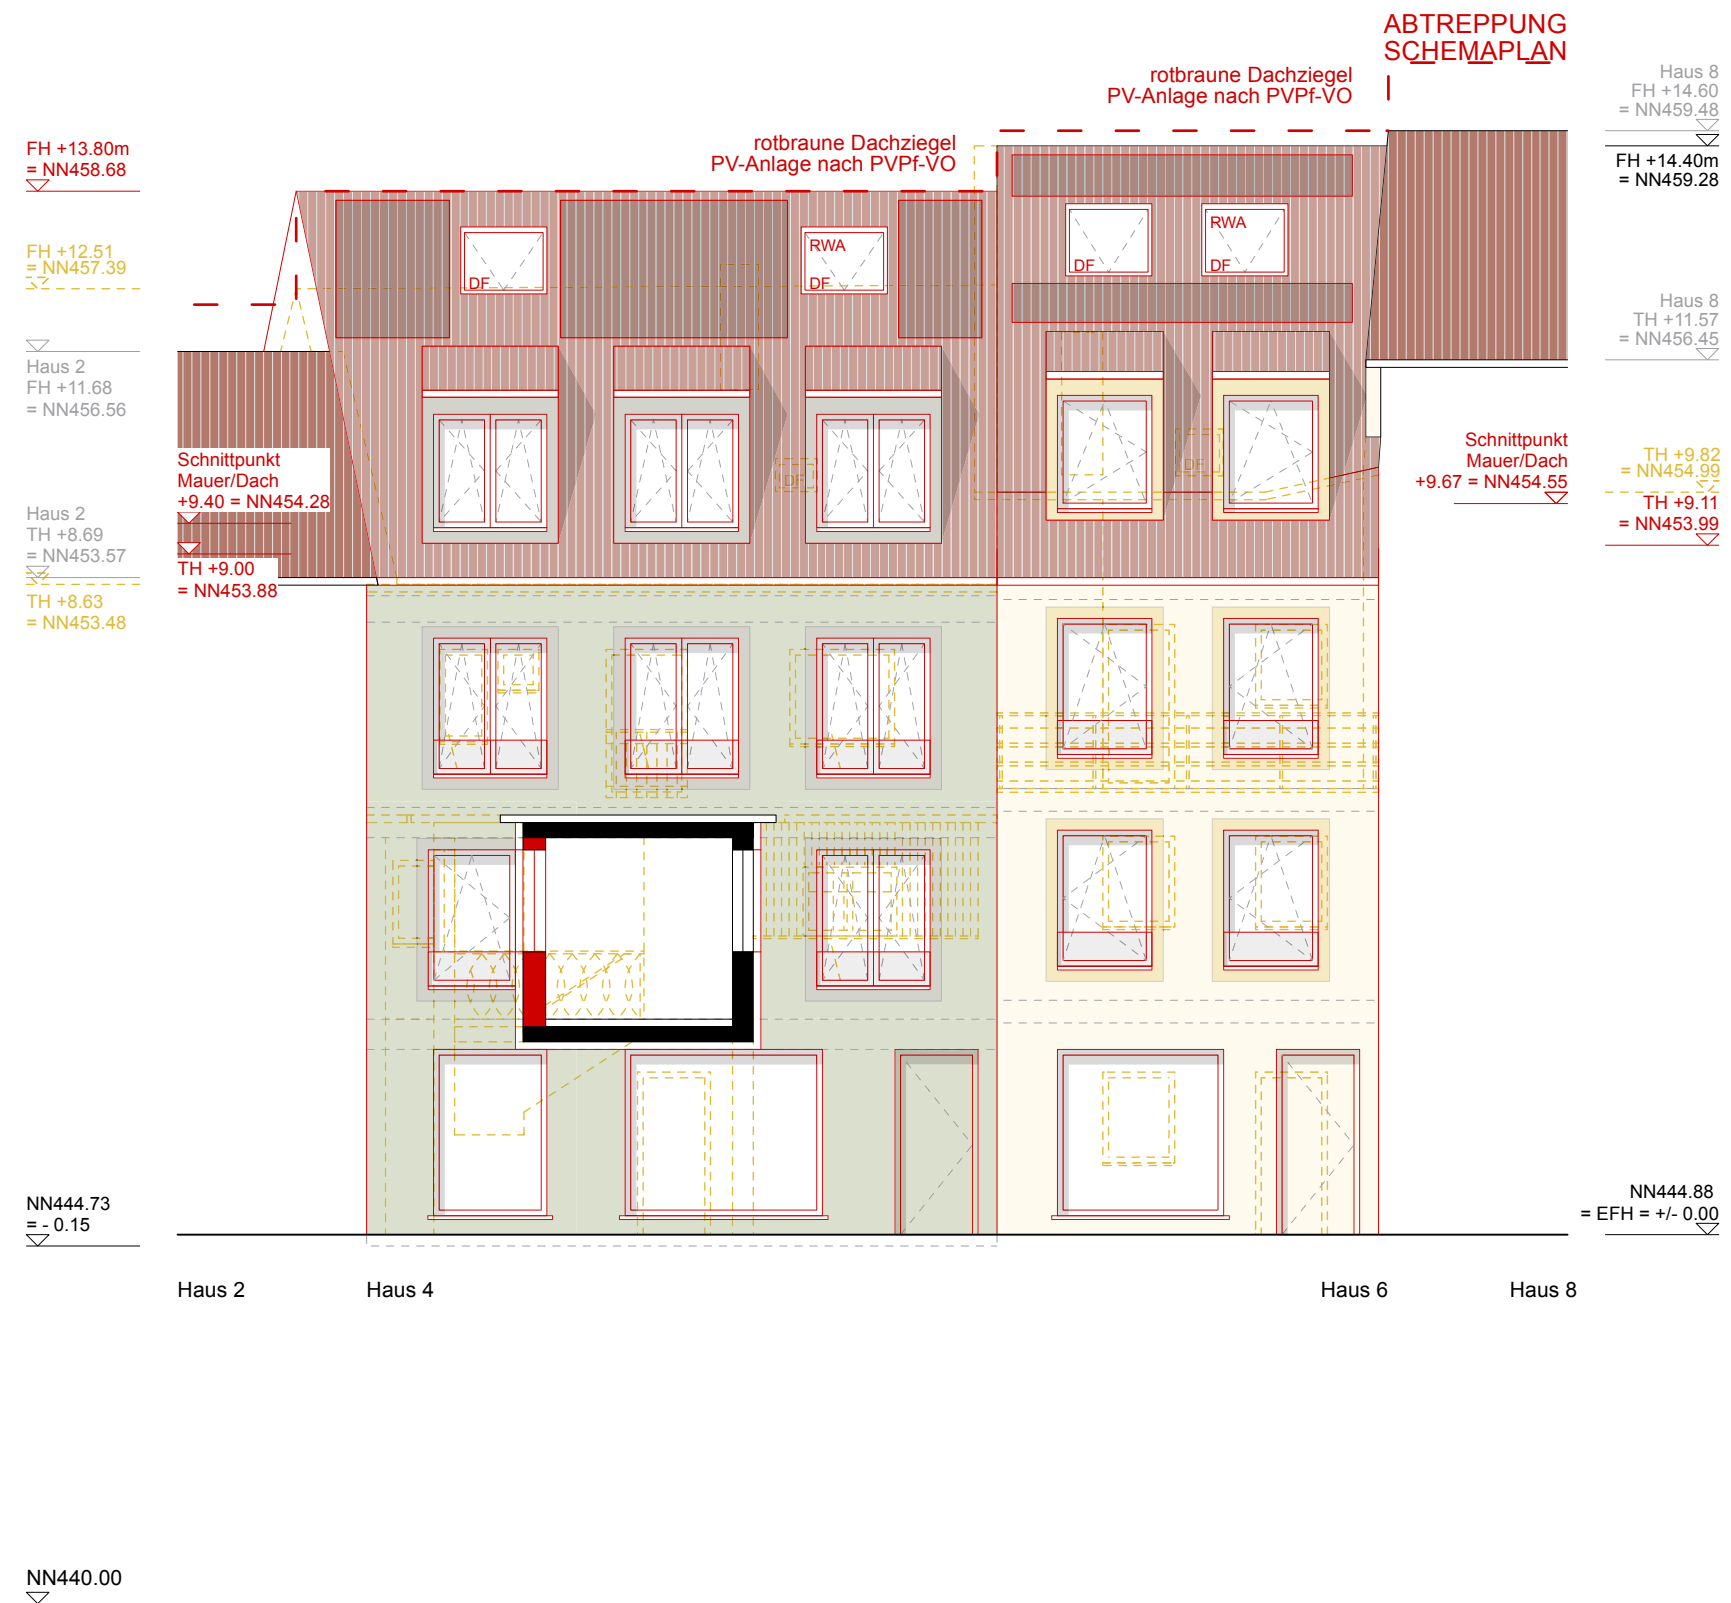 ABTREPPUNG
SCHEMAPLAN
rotbraune Dachziegel
PV-Anlage nach PVPf-VO
rotbraune Dachziegel
PV-Anlage nach PVPf-VO
Haus 8
FH +14.60
= NN459.48
FH +14.40m
= NN459.28
FH +13.80m
= NN458.68
FH +12.51
= NN457.39
RWA
DF
RWA
DF
DF
DF
Haus 2
FH +11.68
= NN456.56
Haus 8
TH +11.57
= NN456.45
Schnittpunkt
Mauer/Dach
+9.40 = NN454.28
DF
DF
Schnittpunkt
Mauer/Dach
+9.67 = NN454.55
TH +9.82
= NN454.99
TH +9.11
= NN453.99
Haus 2
TH +8.69
= NN453.57
TH +9.00
= NN453.88
TH +8.63
= NN453.48
NN444.73
= - 0.15
NN444.88
= EFH = +/- 0.00
Haus 2
Haus 4
Haus 6
Haus 8
NN440.00